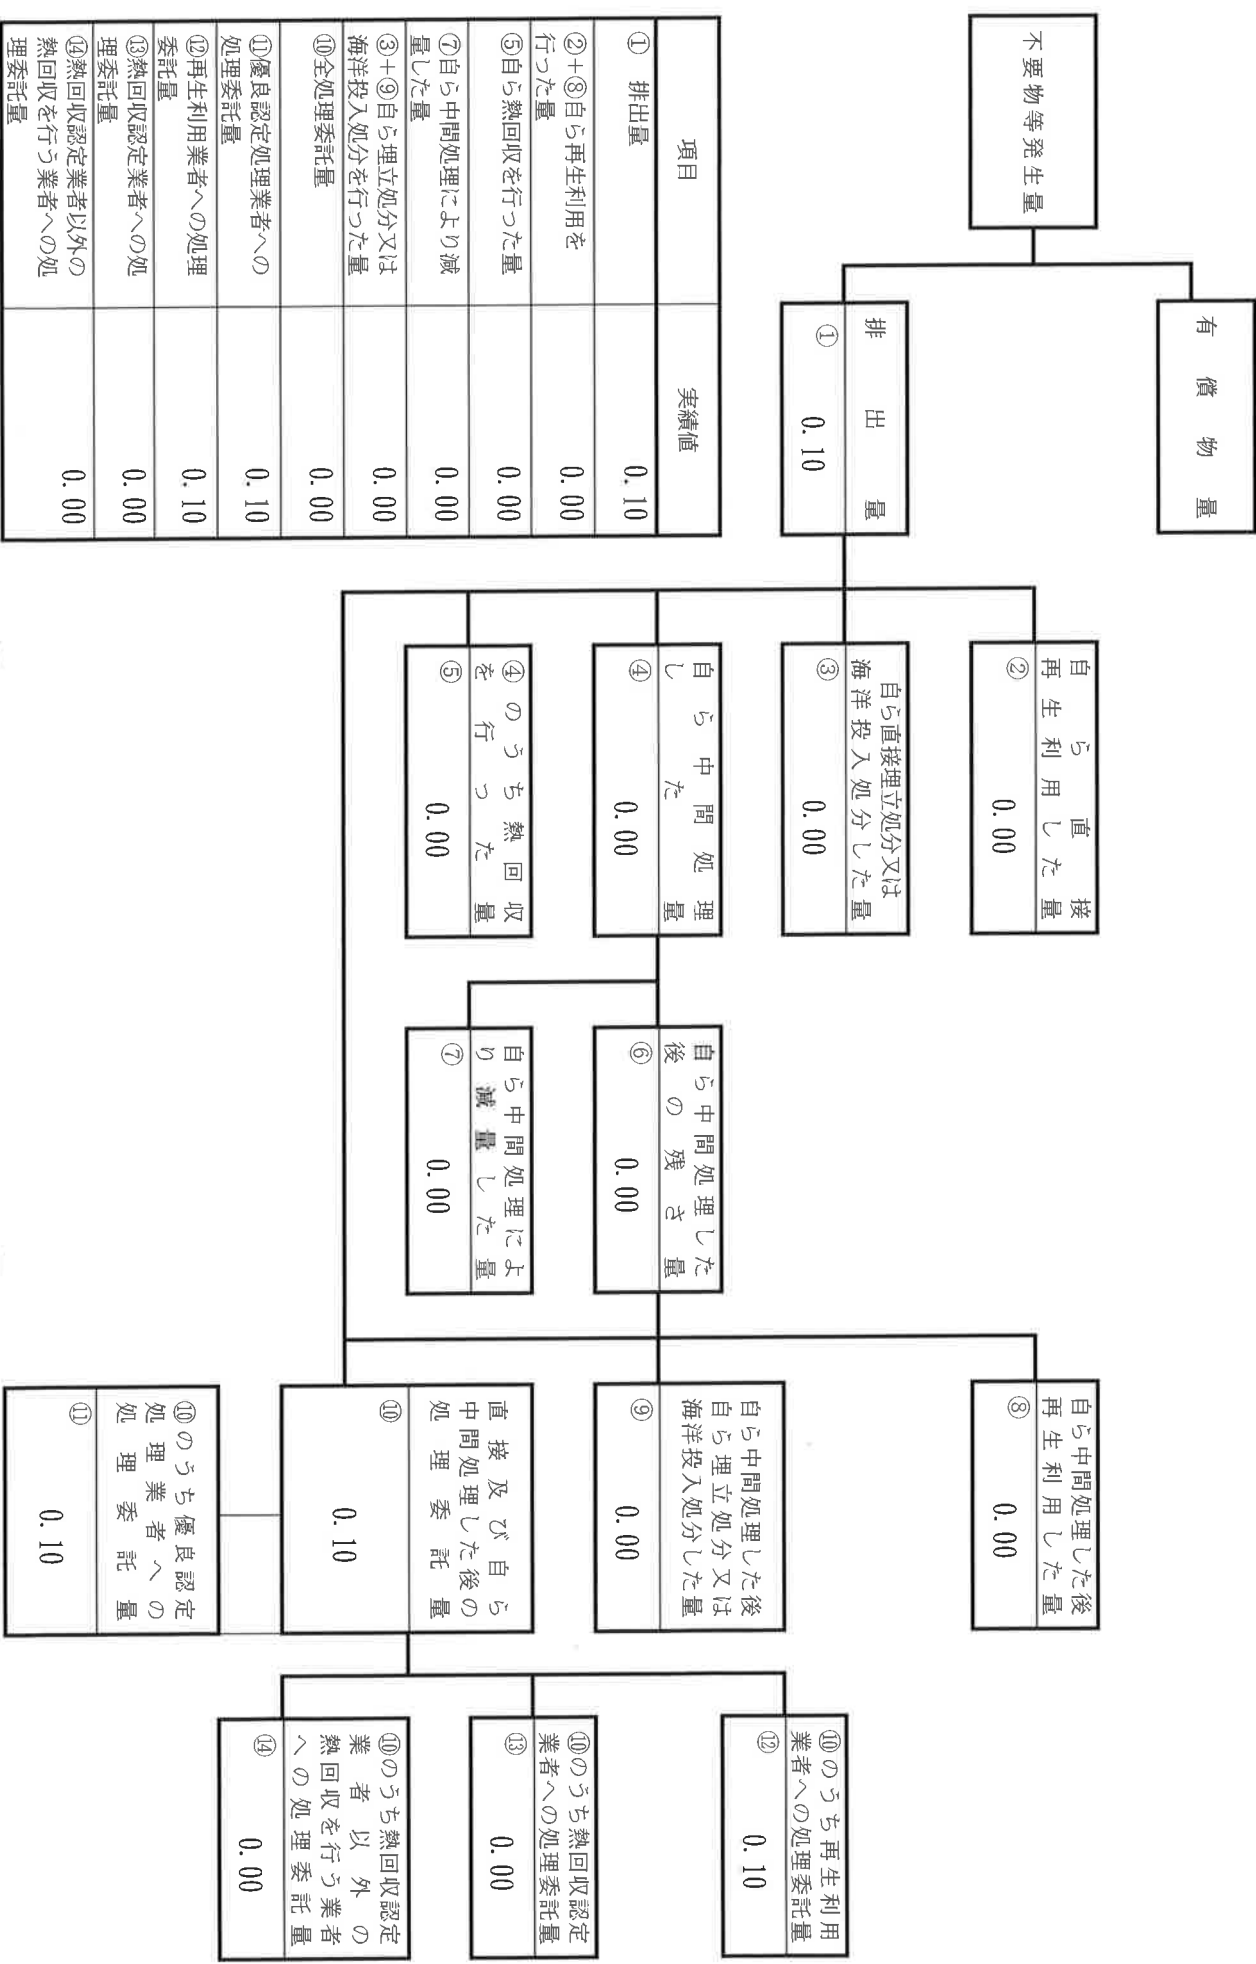 不要物等発生量
有償物量
排出量
① 0.10
自ら直接
再生利用した量
② 0.00
自ら直接埋立処分又は
海洋投入処分した量
③ 0.00
自ら中間処理
した量
④ 0.00
④のうち熱回収
を行った量
⑤ 0.00
自ら中間処理した
後の残さ量
⑥ 0.00
自ら中間処理によ
り減量した量
⑦ 0.00
自ら中間処理した後
再生利用した量
⑧ 0.00
自ら中間処理した後
自ら埋立処分又は
海洋投入処分した量
⑨ 0.00
直接及び自ら
中間処理した後の
処理委託量
⑩ 0.10
⑩のうち優良認定
処理業者への
処理委託量
⑪ 0.10
⑩のうち再生利用
業者への処理委託量
⑫ 0.10
⑩のうち熱回収認定
業者への処理委託量
⑬ 0.00
⑩のうち熱回収認定
業者以外の
熱回収を行う業者
への処理委託量
⑭ 0.00
項目 実績値
① 排出量 0.10
②+⑧自ら再生利用を
行った量 0.00
⑤自ら熱回収を行った量 0.00
⑦自ら中間処理により減
量した量 0.00
③+⑨自ら埋立処分又は
海洋投入処分を行った量 0.00
⑩全処理委託量 0.00
⑪優良認定処理業者への
処理委託量 0.10
⑫再生利用業者への処理
委託量 0.10
⑬熱回収認定業者への処
理委託量 0.00
⑭熱回収認定業者以外の
熱回収を行う業者への処
理委託量 0.00